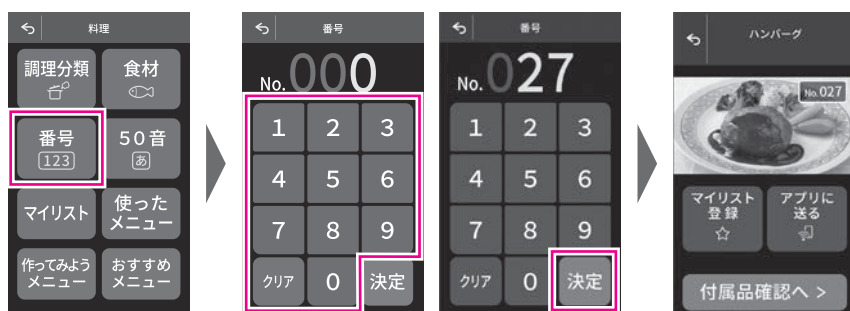 料理
調理分類
食材
番号
123
50音
あ
マイリスト
使った
メニュー
作ってみよう
メニュー
おすすめ
メニュー
番号
No.000
1 2 3
4 5 6
7 8 9
クリア 0 決定
番号
No.027
1 2 3
4 5 6
7 8 9
クリア 0 決定
ハンバーグ
No.027
マイリスト
登録
アプリに
送る
付属品確認へ >